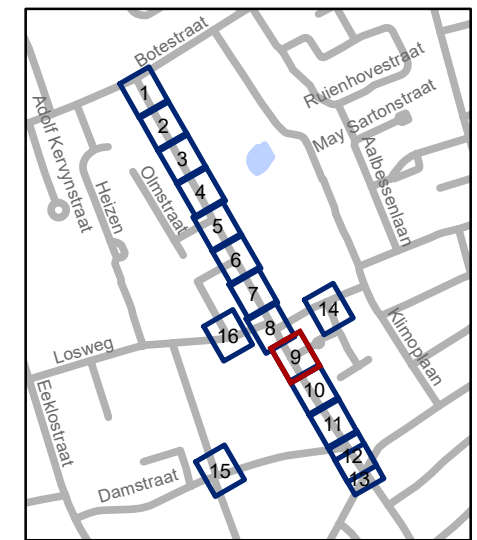 Botestraat
Ruienhovestraat
May Sartonstraat
Adolf Kervynstraat
Heizen
Olmstraat
Aalbessenlaan
1
2
3
4
5
6
7
8
9
10
11
12
13
14
16
15
Losweg
Klimoplaan
Eeklostraat
Damstraat